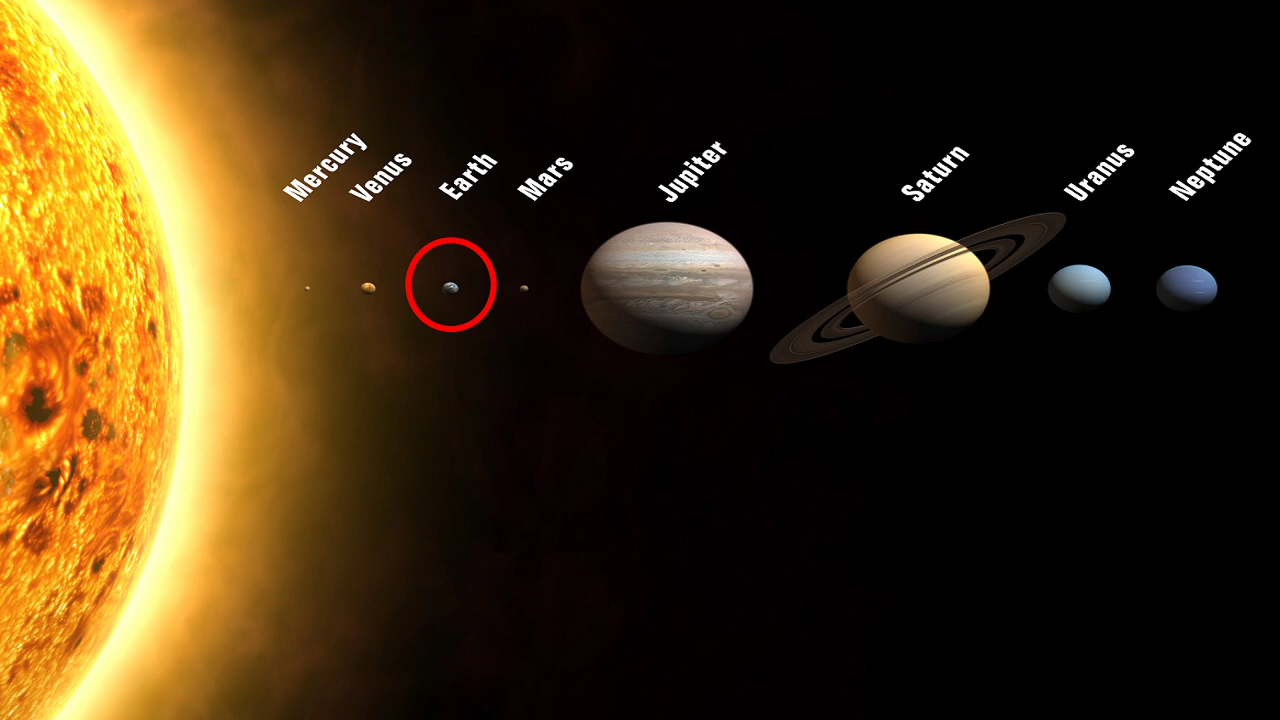 Mercury
Venus
Earth
Mars
Jupiter
Saturn
Uranus
Neptune